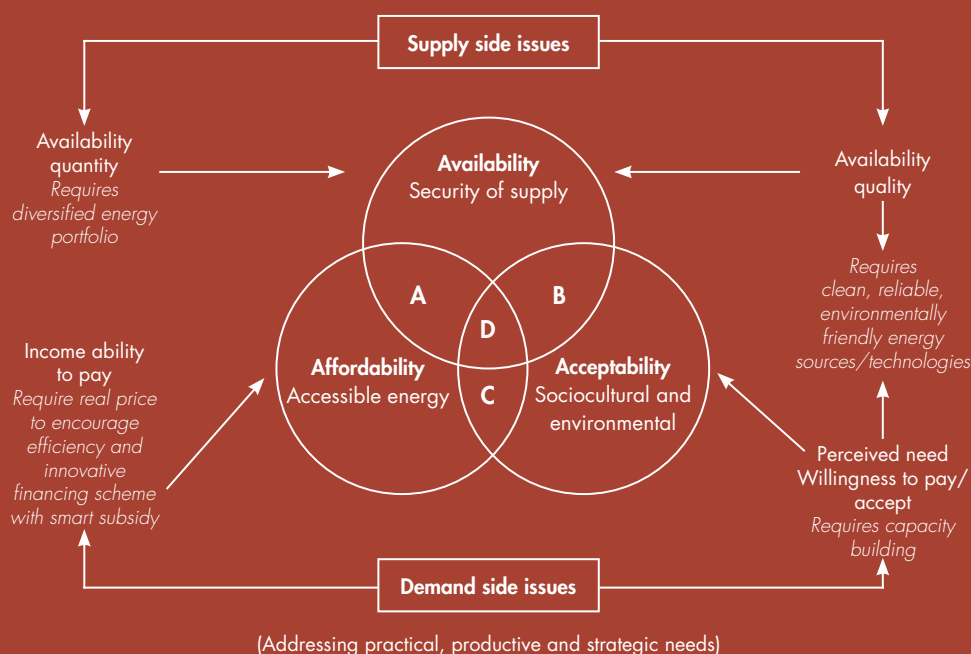 Supply side issues
Availability
quantity
Requires
diversified energy
portfolio
Availability
Security of supply
Availability
quality
Requires
clean, reliable,
environmentally
friendly energy
sources/technologies
A
B
D
C
Affordability
Accessible energy
Acceptability
Sociocultural and
environmental
Income ability
to pay
Require real price
to encourage
efficiency and
innovative
financing scheme
with smart subsidy
Perceived need
Willingness to pay/
accept
Requires capacity
building
Demand side issues
(Addressing practical, productive and strategic needs)